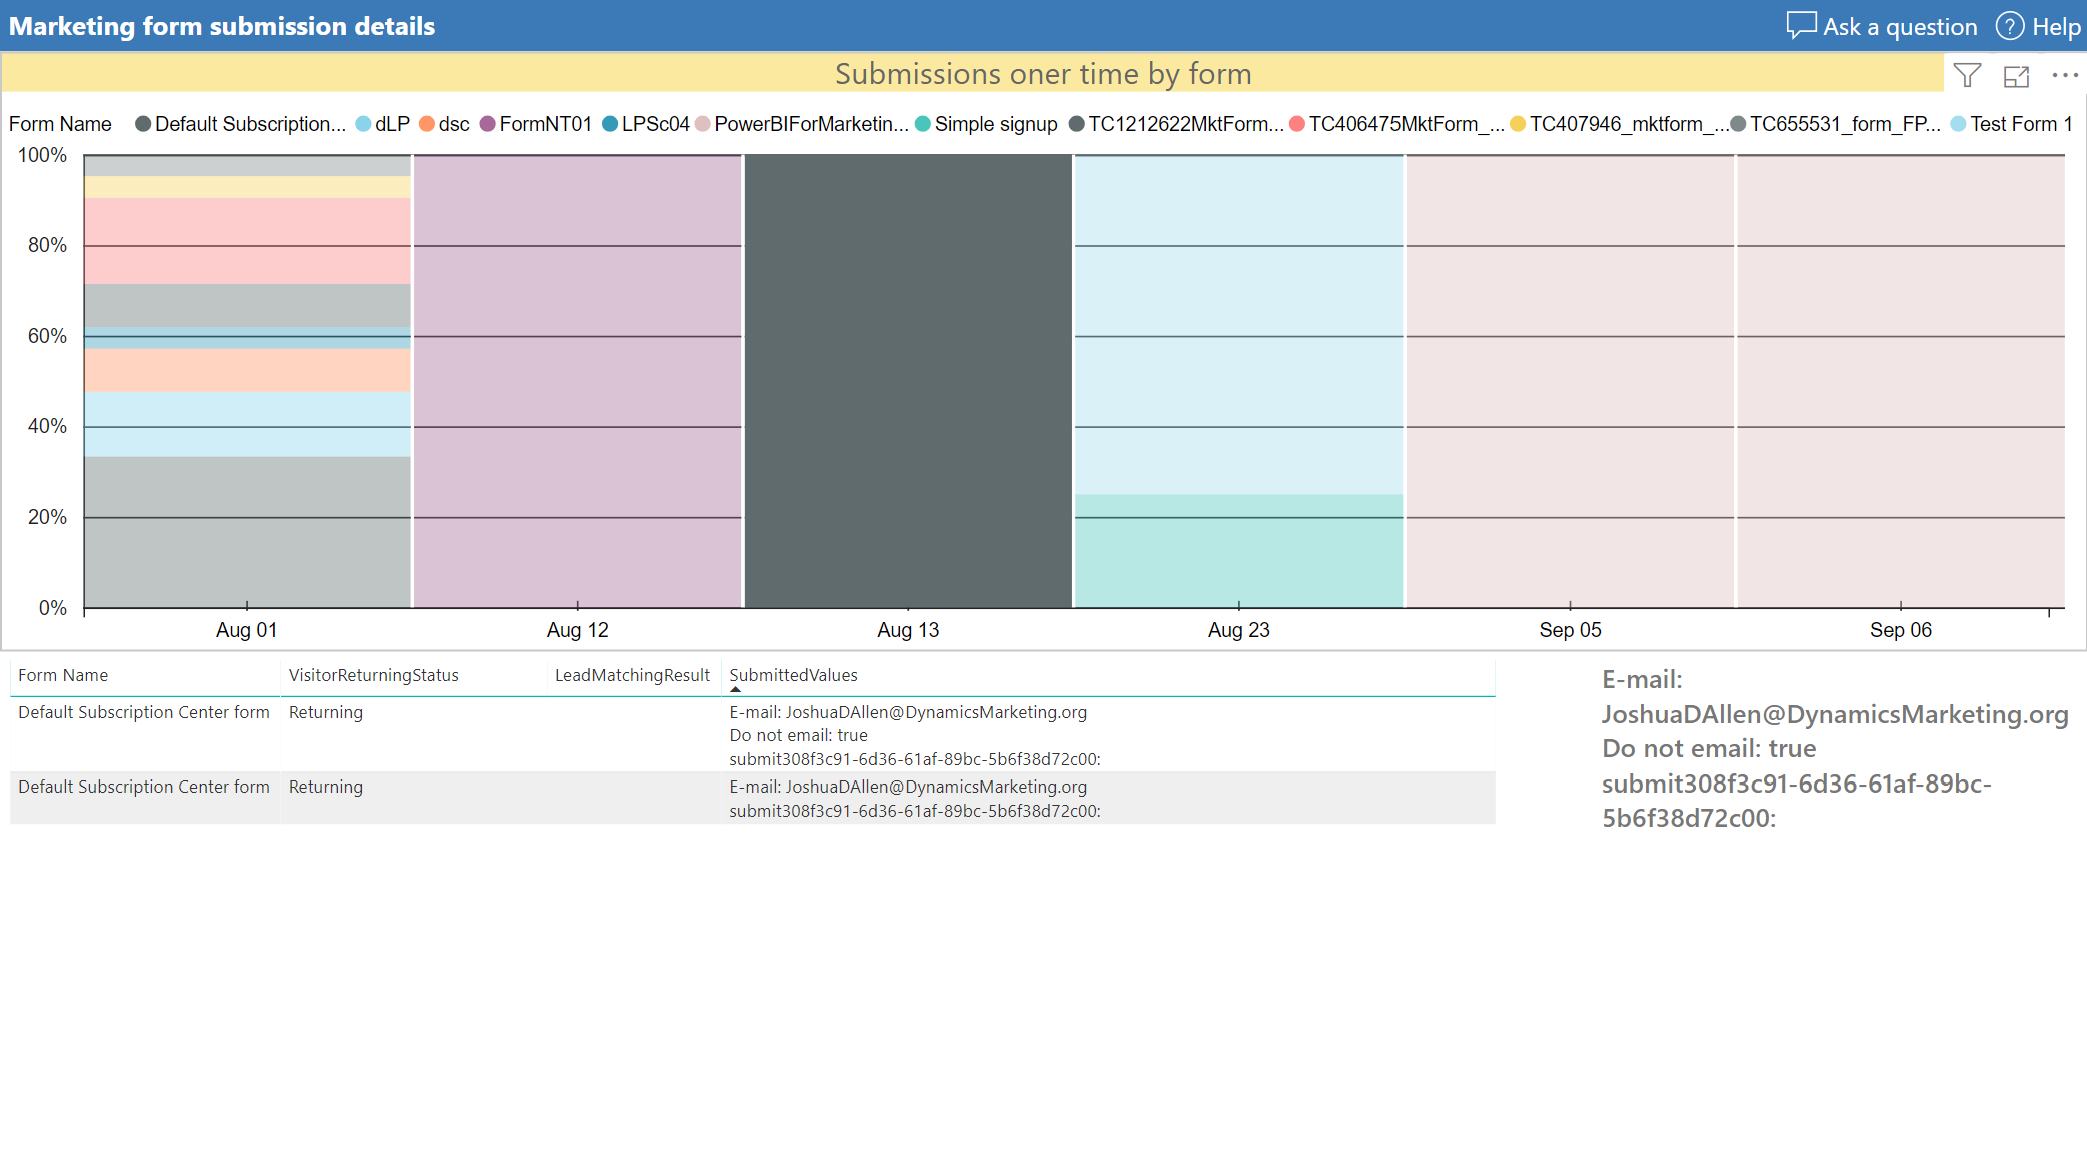 Marketing form submission details
Ask a question
Help
Submissions oner time by form
Form Name Default Subscription... dLP dsc FormNT01 LPSc04 PowerBIForMarketin... Simple signup TC1212622MktForm... TC406475MktForm_... TC407946_mktform_... TC655531_form_FP... Test Form 1
100%
80%
60%
40%
20%
0%
Aug 01 Aug 12 Aug 13 Aug 23 Sep 05 Sep 06
Form Name VisitorReturningStatus LeadMatchingResult SubmittedValues
Default Subscription Center form Returning E-mail: JoshuaDAllen@DynamicsMarketing.org
Do not email: true
submit308f3c91-6d36-61af-89bc-5b6f38d72c00:
Default Subscription Center form Returning E-mail: JoshuaDAllen@DynamicsMarketing.org
submit308f3c91-6d36-61af-89bc-5b6f38d72c00:
E-mail:
JoshuaDAllen@DynamicsMarketing.org
Do not email: true
submit308f3c91-6d36-61af-89bc-
5b6f38d72c00: